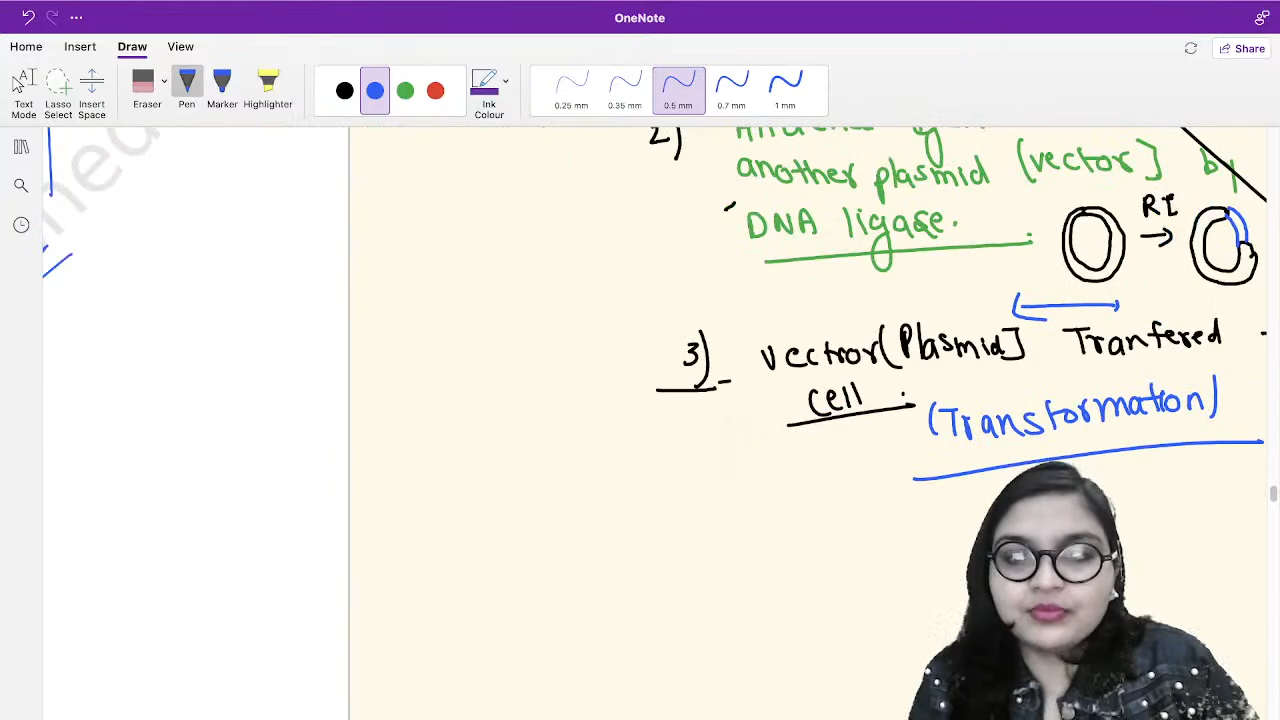 OneNote
Home Insert Draw View
Share
Text Mode
Lasso Select
Insert Space
Eraser
Pen
Marker
Highlighter
Ink Colour
0.25 mm
0.35 mm
0.5 mm
0.7 mm
1 mm
med
2)
another plasmid (vector] by
DNA ligase.
RI
3) vectror(Plasmid] Tranfered
cell.
(Transformation)